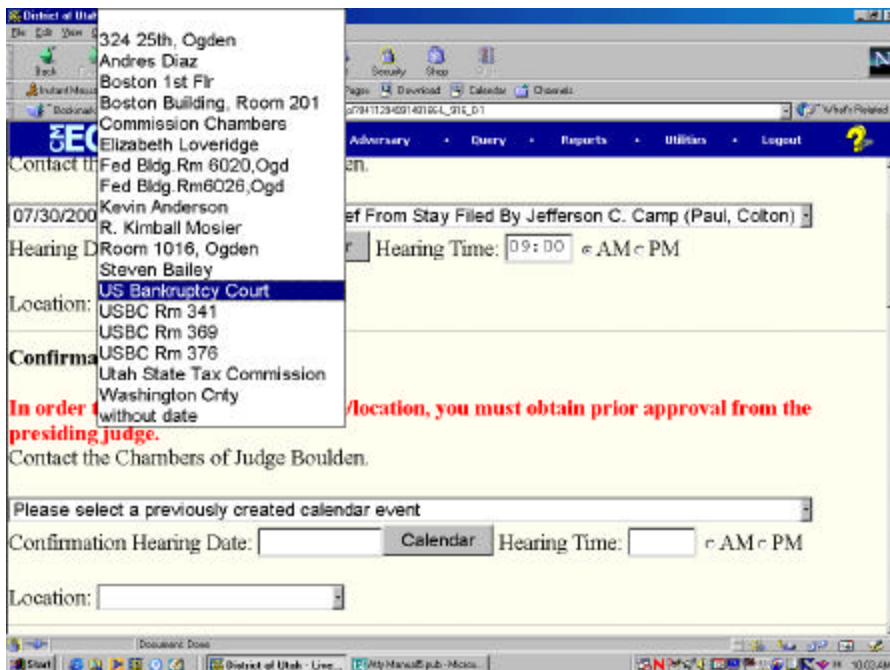 District of Utah
File Edit View
324 25th, Ogden
Andres Diaz
Boston 1st Flr
Boston Building, Room 201
Commission Chambers
Elizabeth Loveridge
Fed Bldg.Rm 6020,Ogd
Fed Bldg.Rm6026,Ogd
Kevin Anderson
R. Kimball Mosier
Room 1016, Ogden
Steven Bailey
US Bankruptcy Court
USBC Rm 341
USBC Rm 369
USBC Rm 376
Utah State Tax Commission
Washington Cnty
without date
Back Security Shop
Download Calendar Channels
What's Related
CM EC Adversary • Query • Reports • Utilities • Logout ?
Contact th en.
07/30/200 ef From Stay Filed By Jefferson C. Camp (Paul, Colton)
Hearing D r Hearing Time: 09:00 AM PM
Location:
Confirma
In order t /location, you must obtain prior approval from the
presiding judge.
Contact the Chambers of Judge Boulden.
Please select a previously created calendar event
Confirmation Hearing Date: Calendar Hearing Time: AM PM
Location:
Document: Done
Start District of Utah - Live...